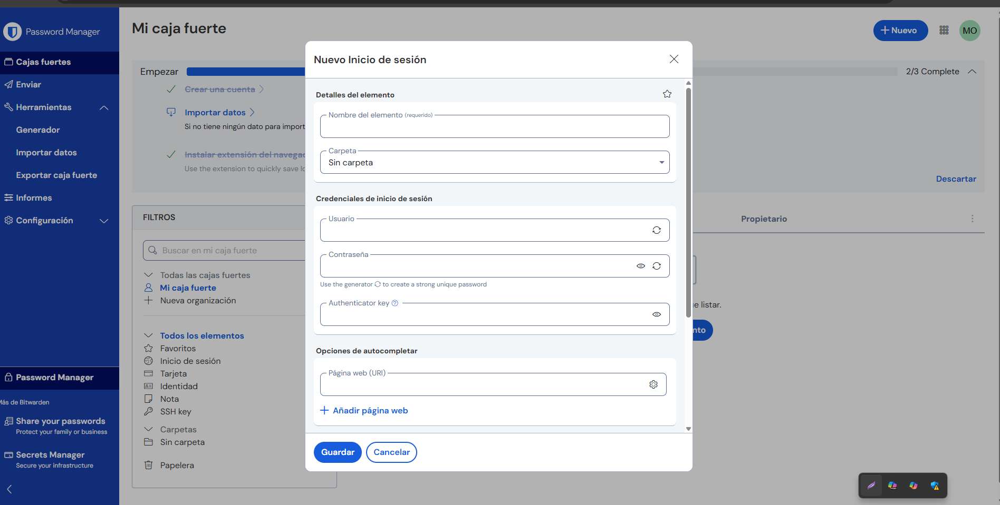 Password Manager
Cajas fuertes
Enviar
Herramientas
Generador
Importar datos
Exportar caja fuerte
Informes
Configuración
Password Manager
Más de Bitwarden
Share your passwords
Protect your family or business
Secrets Manager
Secure your infrastructure
Mi caja fuerte
Nuevo
MO
Empezar
2/3 Complete
Crear una cuenta
Importar datos
Si no tiene ningún dato para import
Instalar extensión del navega
Use the extension to quickly save lo
Descartar
FILTROS
Buscar en mi caja fuerte
Todas las cajas fuertes
Mi caja fuerte
Nueva organización
Todos los elementos
Favoritos
Inicio de sesión
Tarjeta
Identidad
Nota
SSH key
Carpetas
Sin carpeta
Papelera
Propietario
ue listar.
nto
Nuevo Inicio de sesión
Detalles del elemento
Nombre del elemento (requerido)
Carpeta
Sin carpeta
Credenciales de inicio de sesión
Usuario
Contraseña
Use the generator to create a strong unique password
Authenticator key
Opciones de autocompletar
Página web (URI)
Añadir página web
Guardar
Cancelar